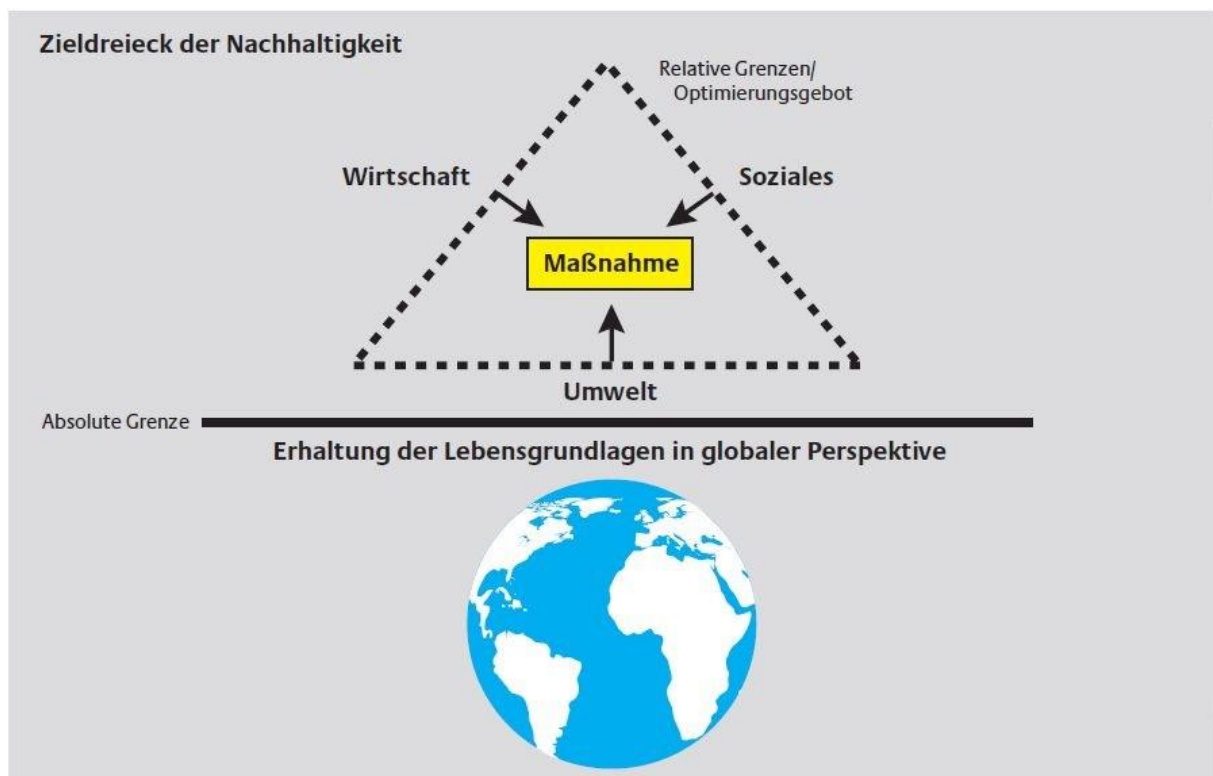 Zieldreieck der Nachhaltigkeit
Relative Grenzen/
Optimierungsgebot
Wirtschaft
Soziales
Maßnahme
Umwelt
Absolute Grenze
Erhaltung der Lebensgrundlagen in globaler Perspektive